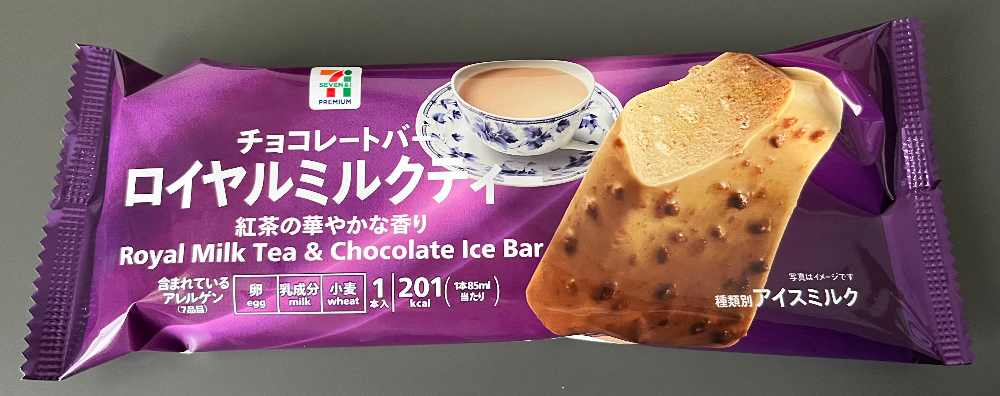 SEVEN&i
PREMIUM
チョコレートバー
ロイヤルミルクティ
紅茶の華やかな香り
Royal Milk Tea & Chocolate Ice Bar
含まれている
アレルゲン
(7品目)
卵 乳成分 小麦
egg milk wheat
1
本入
201
kcal
(1本85ml
当たり)
写真はイメージです
種類別 アイスミルク